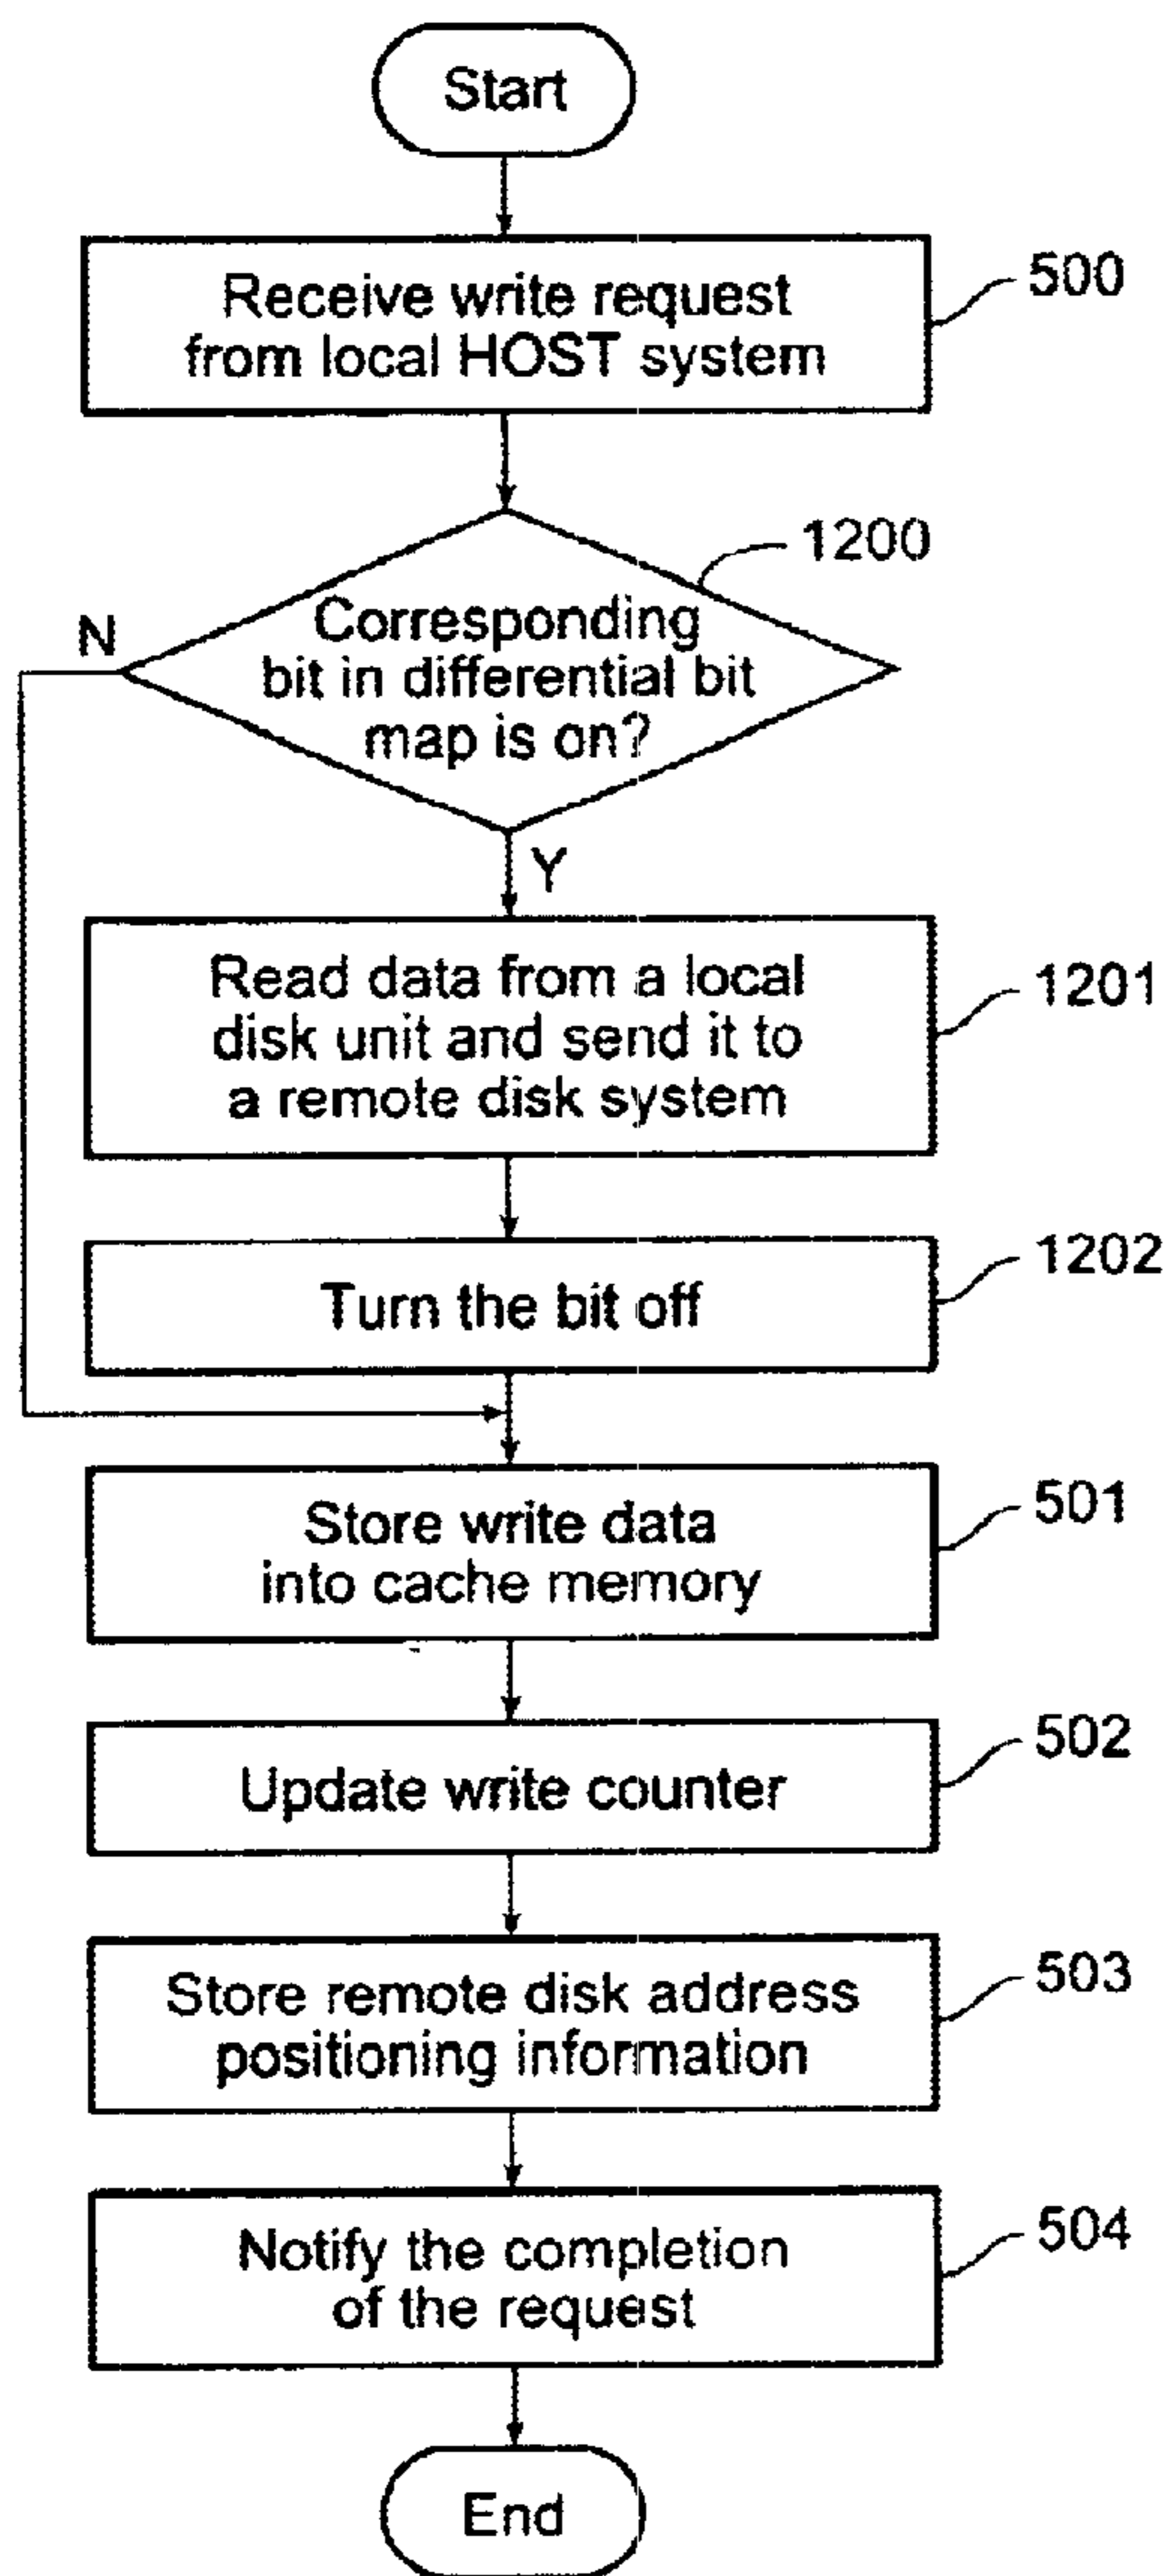 Start
Receive write request
from local HOST system
500
1200
Corresponding
bit in differential bit
map is on?
N
Y
Read data from a local
disk unit and send it to
a remote disk system
1201
Turn the bit off
1202
Store write data
into cache memory
501
Update write counter
502
Store remote disk address
positioning information
503
Notify the completion
of the request
504
End